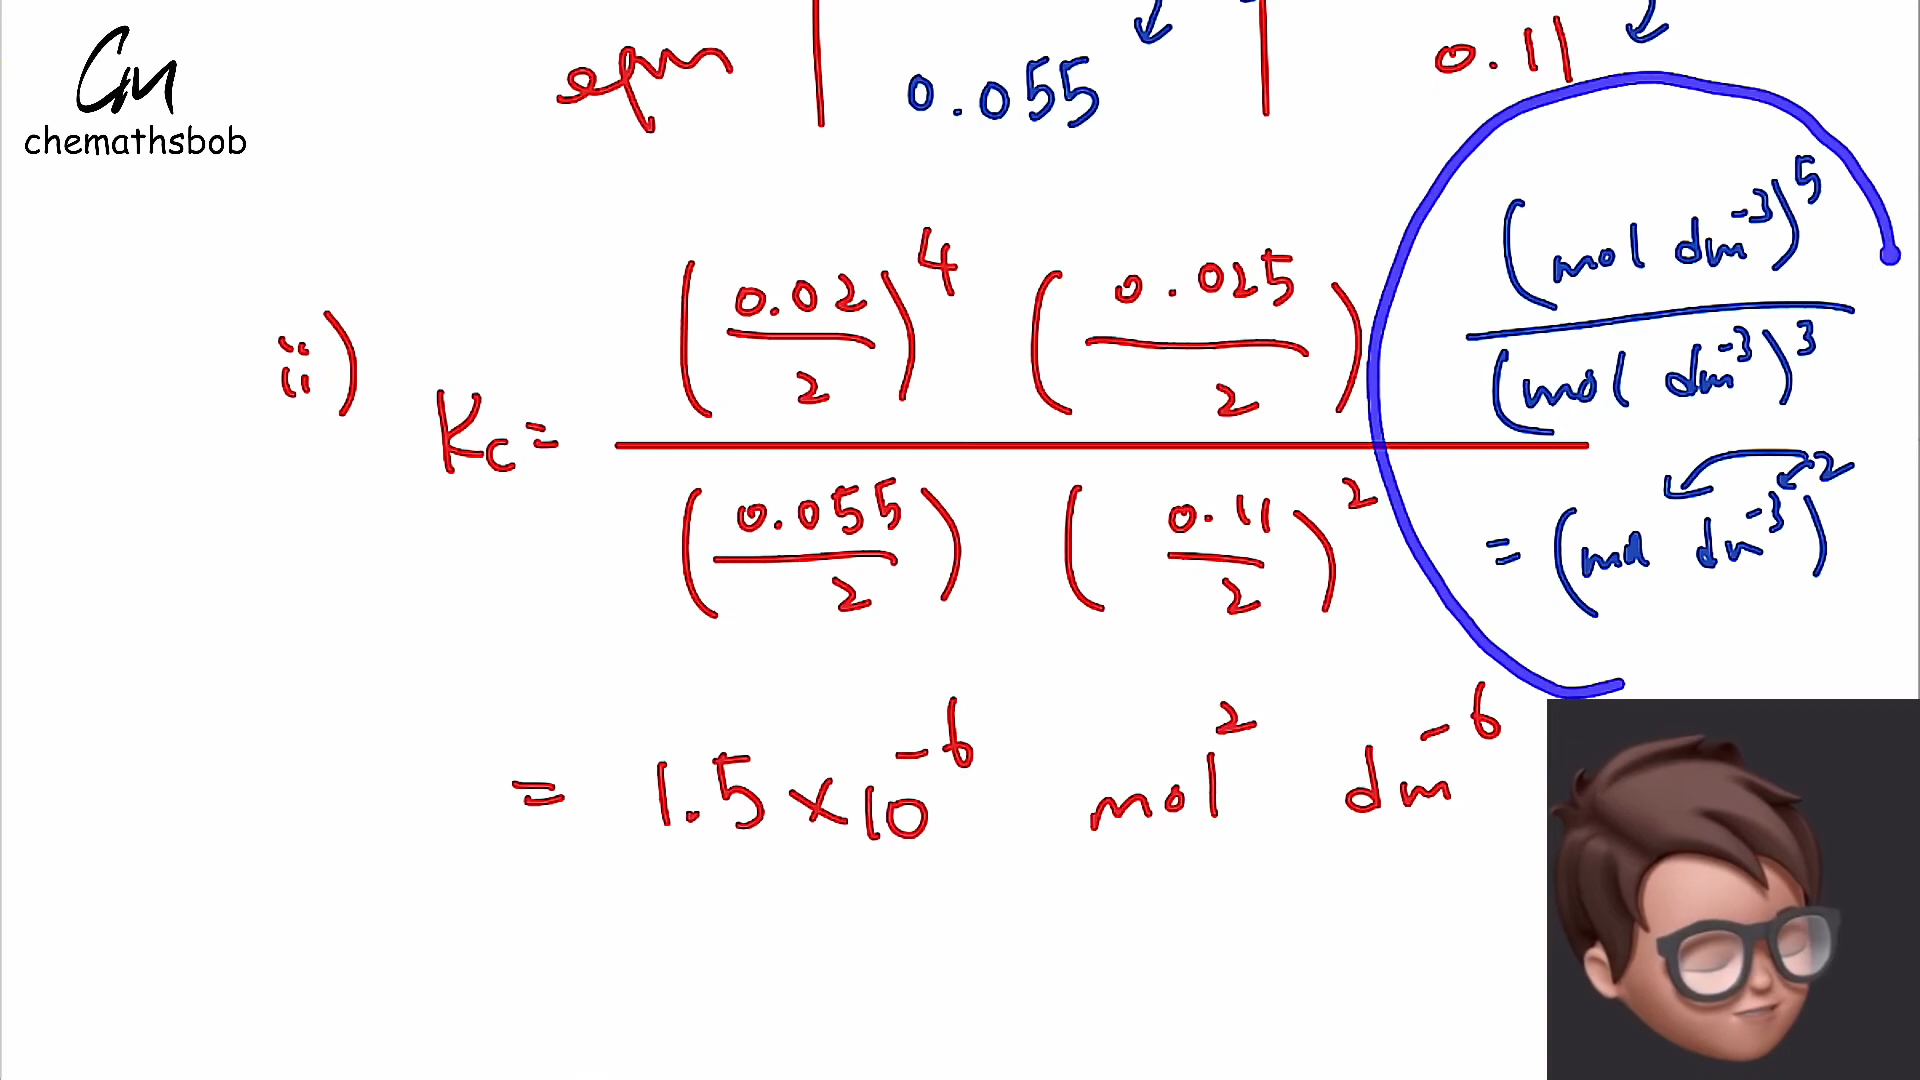 CM
chemathsbob
eqm | 0.055 | 0.11
ii) Kc = (0.02/2)^4 (0.025/2) / (0.055/2) (0.11/2)^2
(mol dm^-3)^5 / (mol dm^-3)^3
= (mol dm^-3)^2
= 1.5 × 10^-6 mol^2 dm^-6